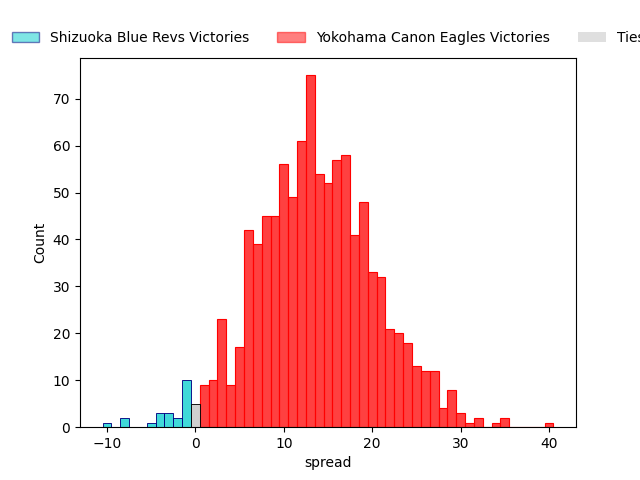 Shizuoka Blue Revs Victories Yokohama Canon Eagles Victories Ties
70
60
50
40
30
20
10
0
Count
−10 0 10 20 30 40
spread